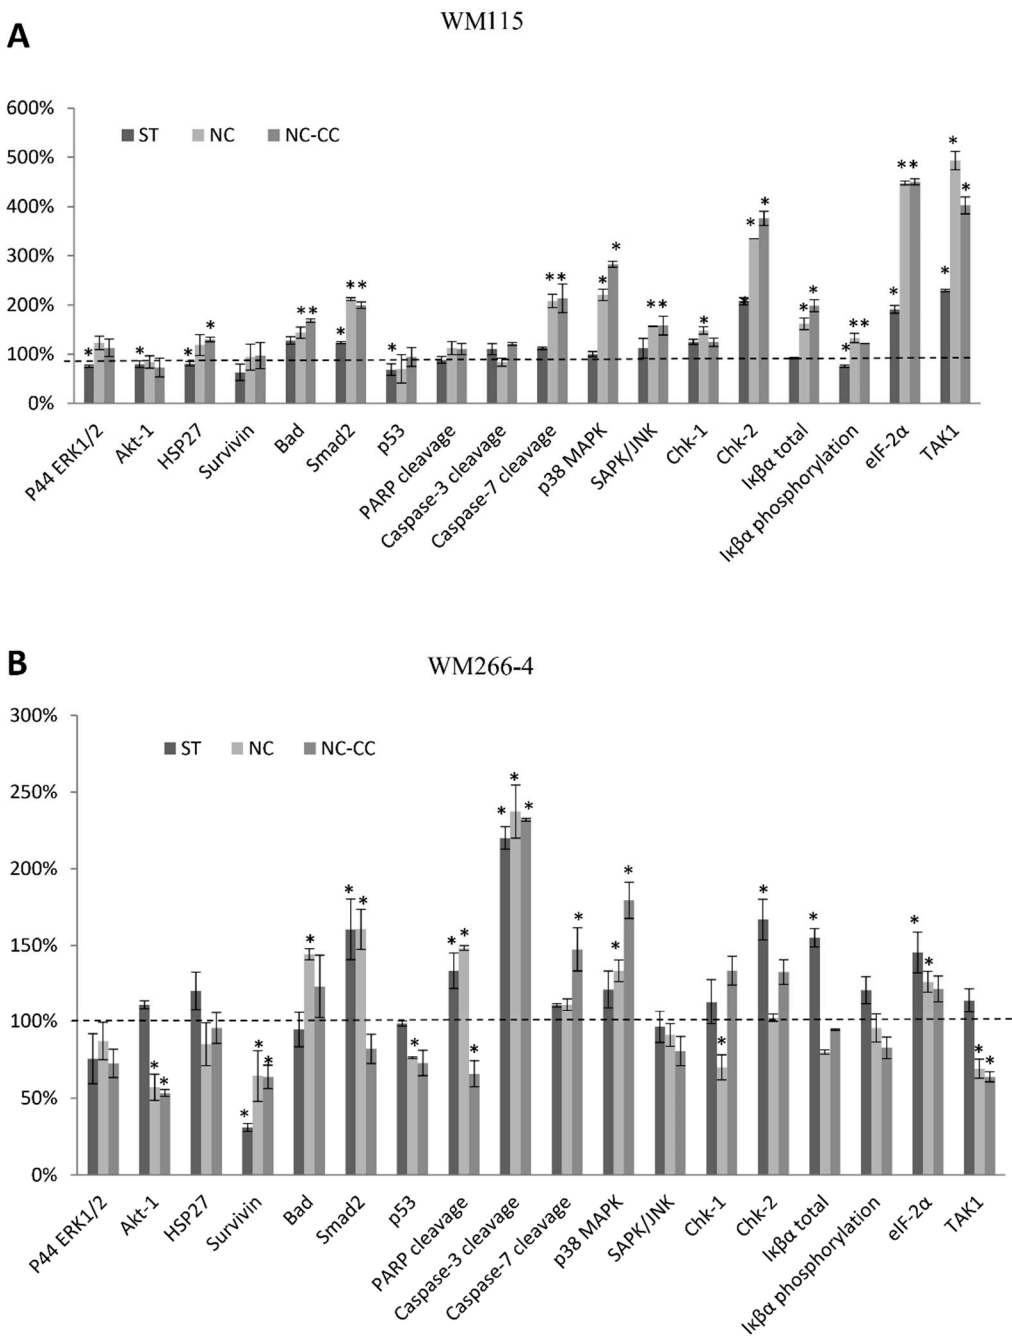 A
WM115
600%
500%
400%
300%
200%
100%
0%
ST NC NC-CC
P44 ERK1/2
Akt-1
HSP27
Survivin
Bad
Smad2
p53
PARP cleavage
Caspase-3 cleavage
Caspase-7 cleavage
p38 MAPK
SAPK/JNK
Chk-1
Chk-2
Iκβα total
Iκβα phosphorylation
eIF-2α
TAK1
B
WM266-4
300%
250%
200%
150%
100%
50%
0%
ST NC NC-CC
P44 ERK1/2
Akt-1
HSP27
Survivin
Bad
Smad2
p53
PARP cleavage
Caspase-3 cleavage
Caspase-7 cleavage
p38 MAPK
SAPK/JNK
Chk-1
Chk-2
Iκβα total
Iκβα phosphorylation
eIF-2α
TAK1